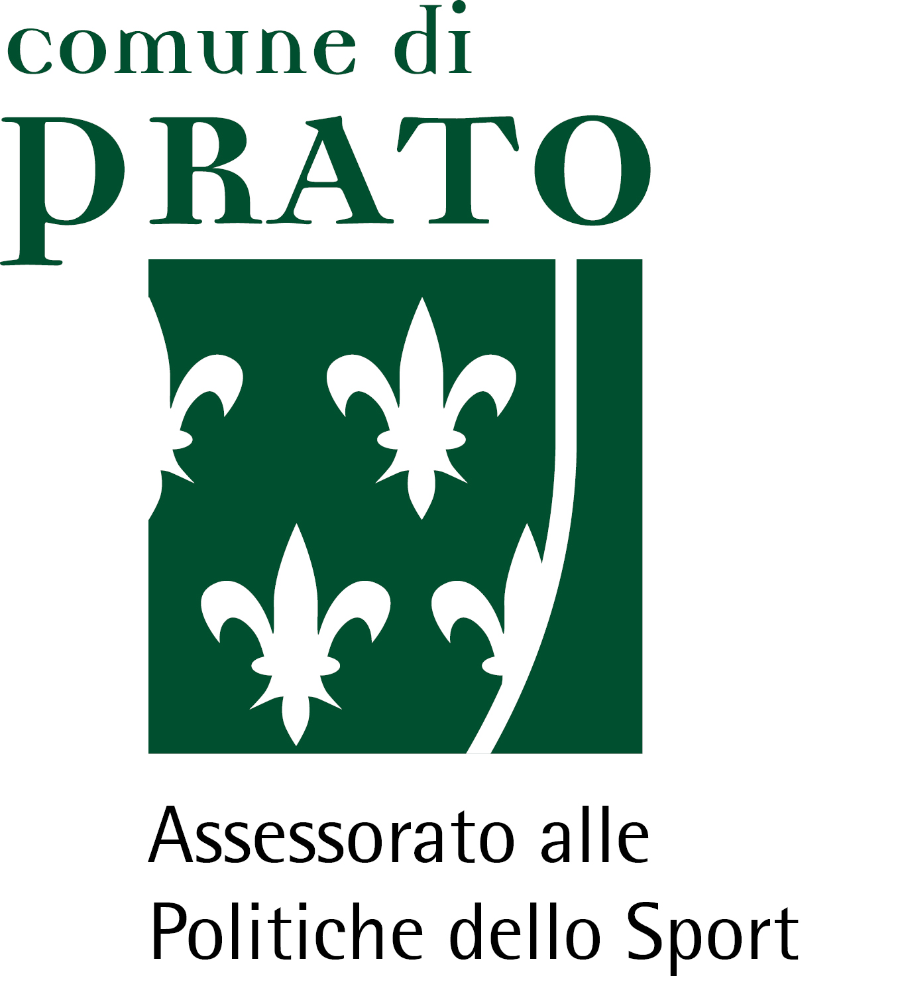 comune di
PRATO
Assessorato alle
Politiche dello Sport